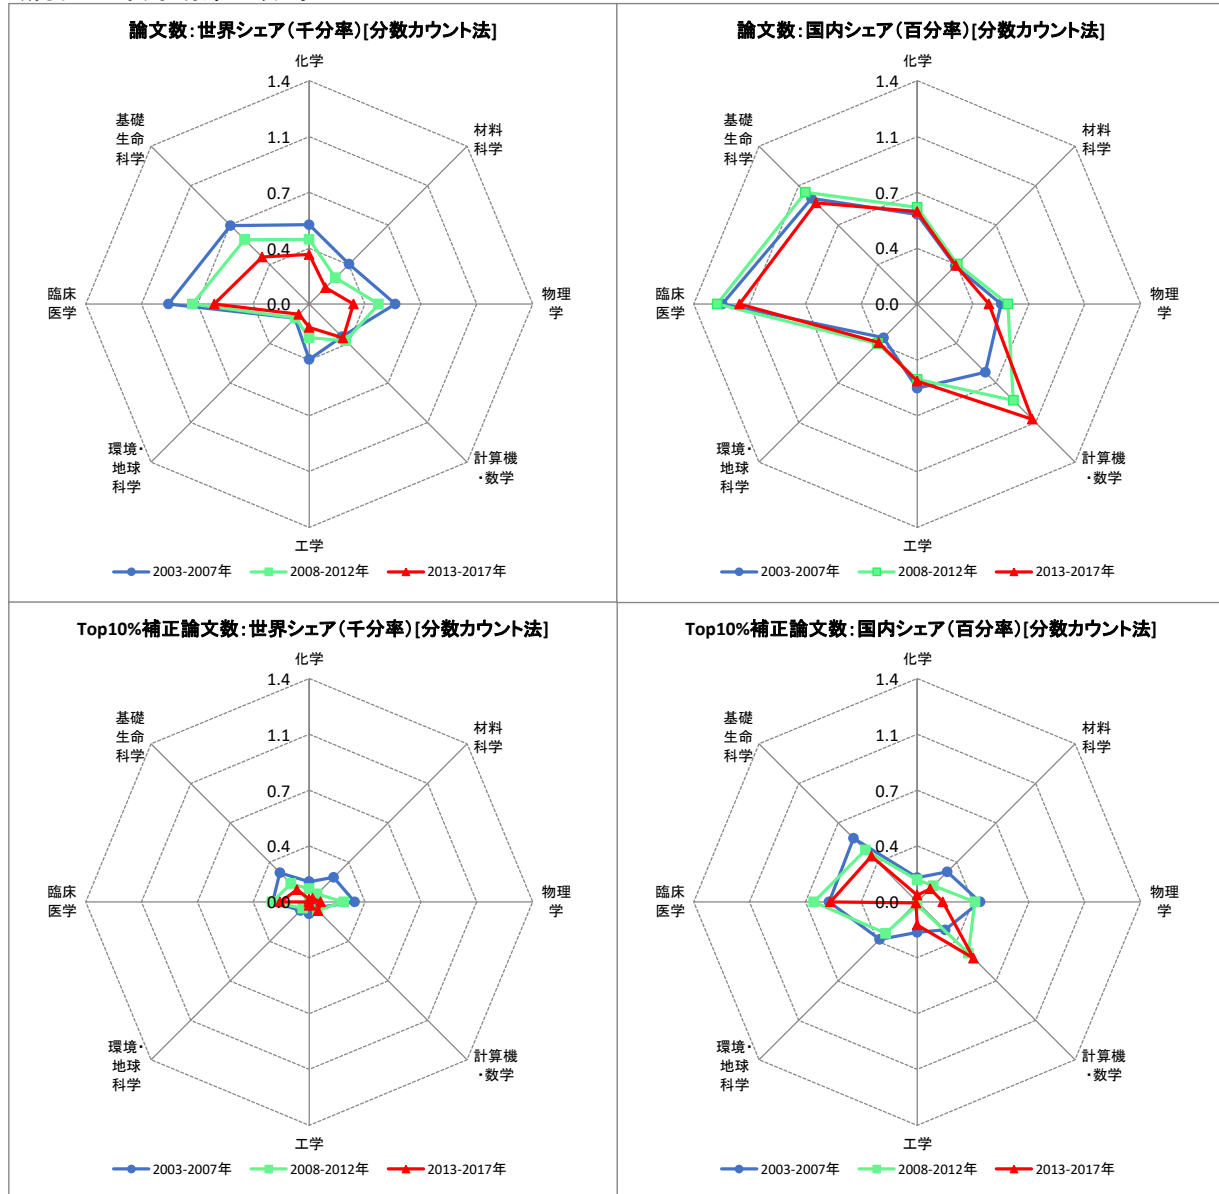 論文数:世界シェア(千分率)[分数カウント法]
化学
1.4
1.1
0.7
0.4
0.0
基礎
生命
科学
材料
科学
臨床
医学
物理
学
環境・
地球
科学
計算機
・数学
工学
2003-2007年 2008-2012年 2013-2017年
論文数:国内シェア(百分率)[分数カウント法]
化学
1.4
1.1
0.7
0.4
0.0
基礎
生命
科学
材料
科学
臨床
医学
物理
学
環境・
地球
科学
計算機
・数学
工学
2003-2007年 2008-2012年 2013-2017年
Top10%補正論文数:世界シェア(千分率)[分数カウント法]
化学
1.4
1.1
0.7
0.4
0.0
基礎
生命
科学
材料
科学
臨床
医学
物理
学
環境・
地球
科学
計算機
・数学
工学
2003-2007年 2008-2012年 2013-2017年
Top10%補正論文数:国内シェア(百分率)[分数カウント法]
化学
1.4
1.1
0.7
0.4
0.0
基礎
生命
科学
材料
科学
臨床
医学
物理
学
環境・
地球
科学
計算機
・数学
工学
2003-2007年 2008-2012年 2013-2017年